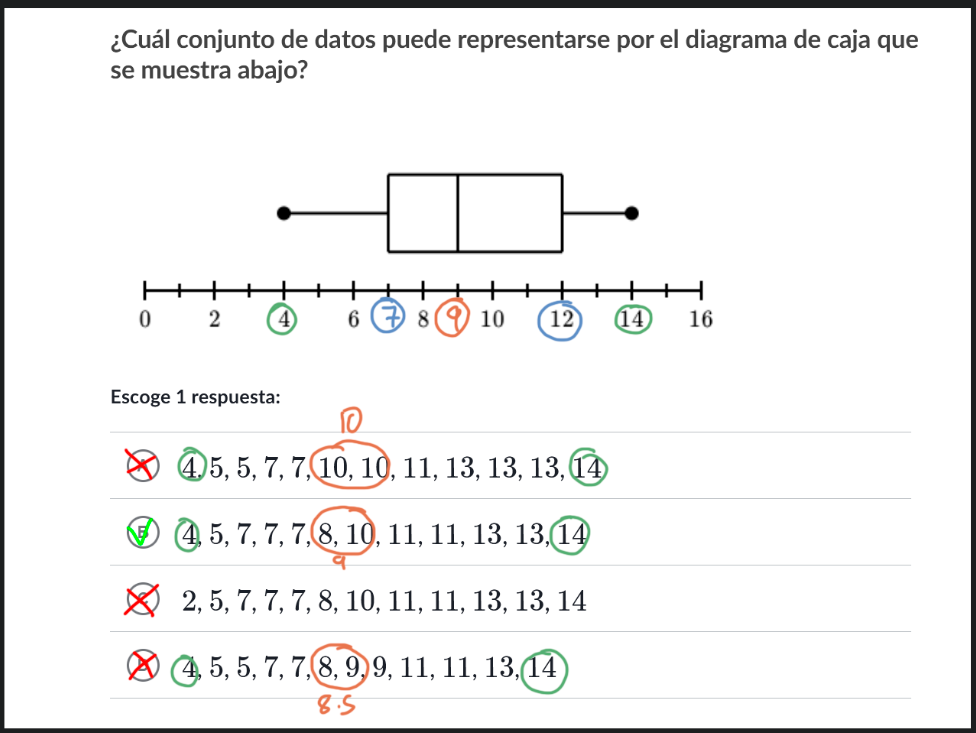 ¿Cuál conjunto de datos puede representarse por el diagrama de caja que
se muestra abajo?
0 2 4 6 7 8 9 10 12 14 16
Escoge 1 respuesta:
10
A 4, 5, 5, 7, 7, 10, 10, 11, 13, 13, 13, 14
B 4, 5, 7, 7, 7, 8, 10, 11, 11, 13, 13, 14
9
C 2, 5, 7, 7, 7, 8, 10, 11, 11, 13, 13, 14
D 4, 5, 5, 7, 7, 8, 9, 9, 11, 11, 13, 14
8.5